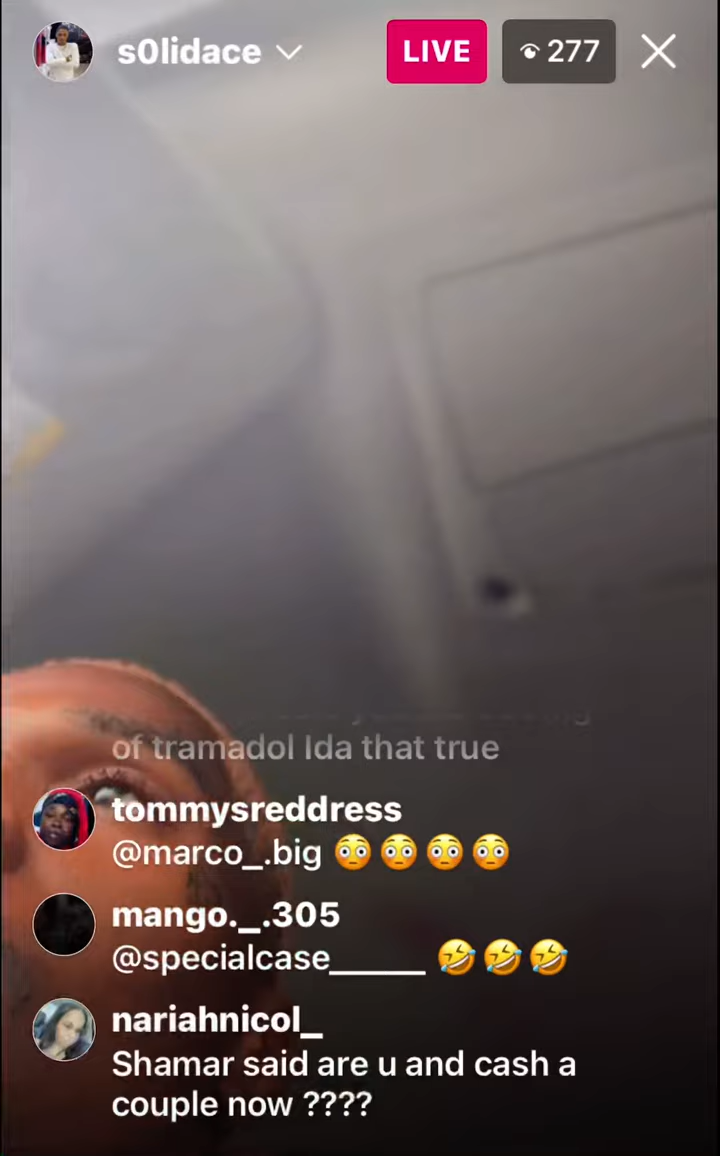 s0lidace
LIVE
277
of tramadol Ida that true
tommysreddress
@marco_.big 😳 😳 😳 😳
mango._.305
@specialcase______ 🤣 🤣 🤣
nariahnicol_
Shamar said are u and cash a
couple now ????